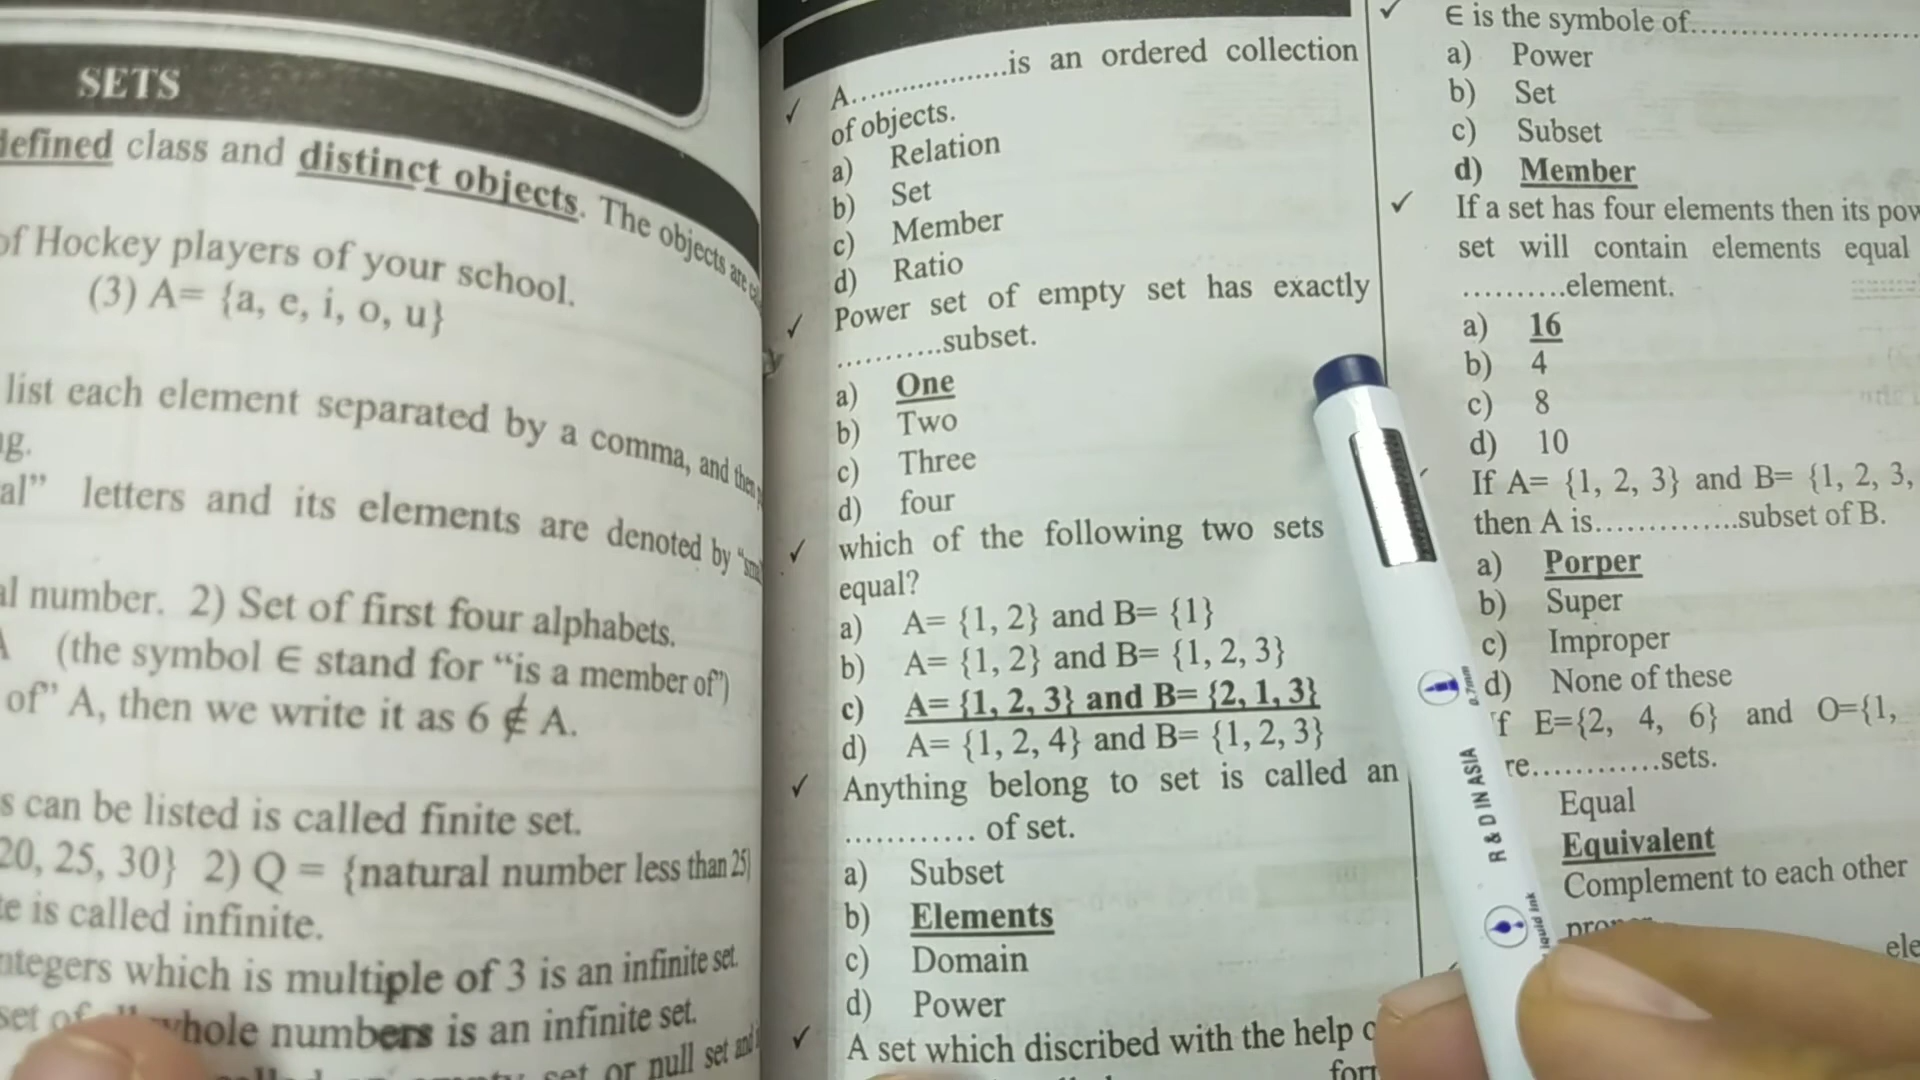 SETS
defined class and distinct objects. The objects are
of Hockey players of your school.
(3) A= {a, e, i, o, u}
list each element separated by a comma, and then
al” letters and its elements are denoted by
al number. 2) Set of first four alphabets.
(the symbol ∈ stand for “is a member of”)
of” A, then we write it as 6 ∉ A.
s can be listed is called finite set.
20, 25, 30} 2) Q = {natural number less than 25}
is called infinite.
ntegers which is multiple of 3 is an infinite set.
set of whole numbers is an infinite set.
set or null set and
✓ A..................is an ordered collection
of objects.
a) Relation
b) Set
c) Member
d) Ratio
✓ Power set of empty set has exactly
...........subset.
a) One
b) Two
c) Three
d) four
✓ which of the following two sets
equal?
a) A= {1, 2} and B= {1}
b) A= {1, 2} and B= {1, 2, 3}
c) A= {1, 2, 3} and B= {2, 1, 3}
d) A= {1, 2, 4} and B= {1, 2, 3}
✓ Anything belong to set is called an
............ of set.
a) Subset
b) Elements
c) Domain
d) Power
✓ A set which discribed with the help
✓ ∈ is the symbole of.......................
a) Power
b) Set
c) Subset
d) Member
✓ If a set has four elements then its pow
set will contain elements equal
..........element.
a) 16
b) 4
c) 8
d) 10
If A= {1, 2, 3} and B= {1, 2, 3,
then A is..............subset of B.
a) Porper
b) Super
c) Improper
d) None of these
f E={2, 4, 6} and O={1,
re............sets.
Equal
Equivalent
Complement to each other
ele
0.7mm
R & D IN ASIA
liquid ink